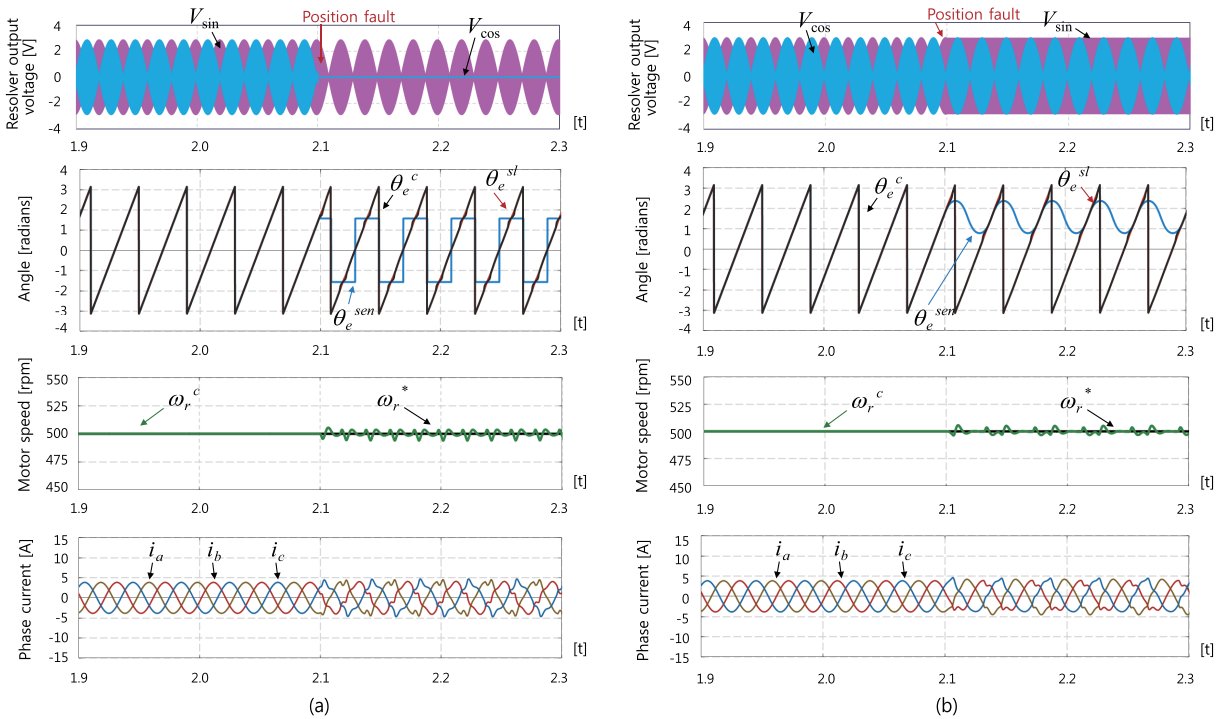 Resolver output
voltage [V]
4
2
0
-2
-4
V_sin
Position fault
V_cos
1.9
2.0
2.1
2.2
2.3
[t]
Angle [radians]
4
3
2
1
0
-1
-2
-3
-4
θ_e^c
θ_e^sl
θ_e^sen
1.9
2.0
2.1
2.2
2.3
[t]
Motor speed [rpm]
550
525
500
475
450
ω_r^c
ω_r^*
1.9
2.0
2.1
2.2
2.3
[t]
Phase current [A]
15
10
5
0
-5
-10
-15
i_a
i_b
i_c
1.9
2.0
2.1
2.2
2.3
[t]
(a)
Resolver output
voltage [V]
4
2
0
-2
-4
V_cos
Position fault
V_sin
1.9
2.0
2.1
2.2
2.3
[t]
Angle [radians]
4
3
2
1
0
-1
-2
-3
-4
θ_e^c
θ_e^sl
θ_e^sen
1.9
2.0
2.1
2.2
2.3
[t]
Motor speed [rpm]
550
525
500
475
450
ω_r^c
ω_r^*
1.9
2.0
2.1
2.2
2.3
[t]
Phase current [A]
15
10
5
0
-5
-10
-15
i_a
i_b
i_c
1.9
2.0
2.1
2.2
2.3
[t]
(b)